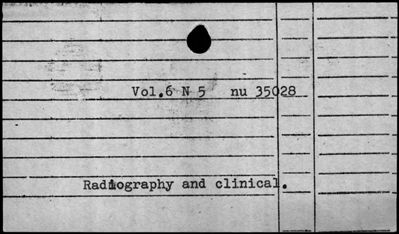 Vol.6 N 5 nu 35028
Radiography and clinical.